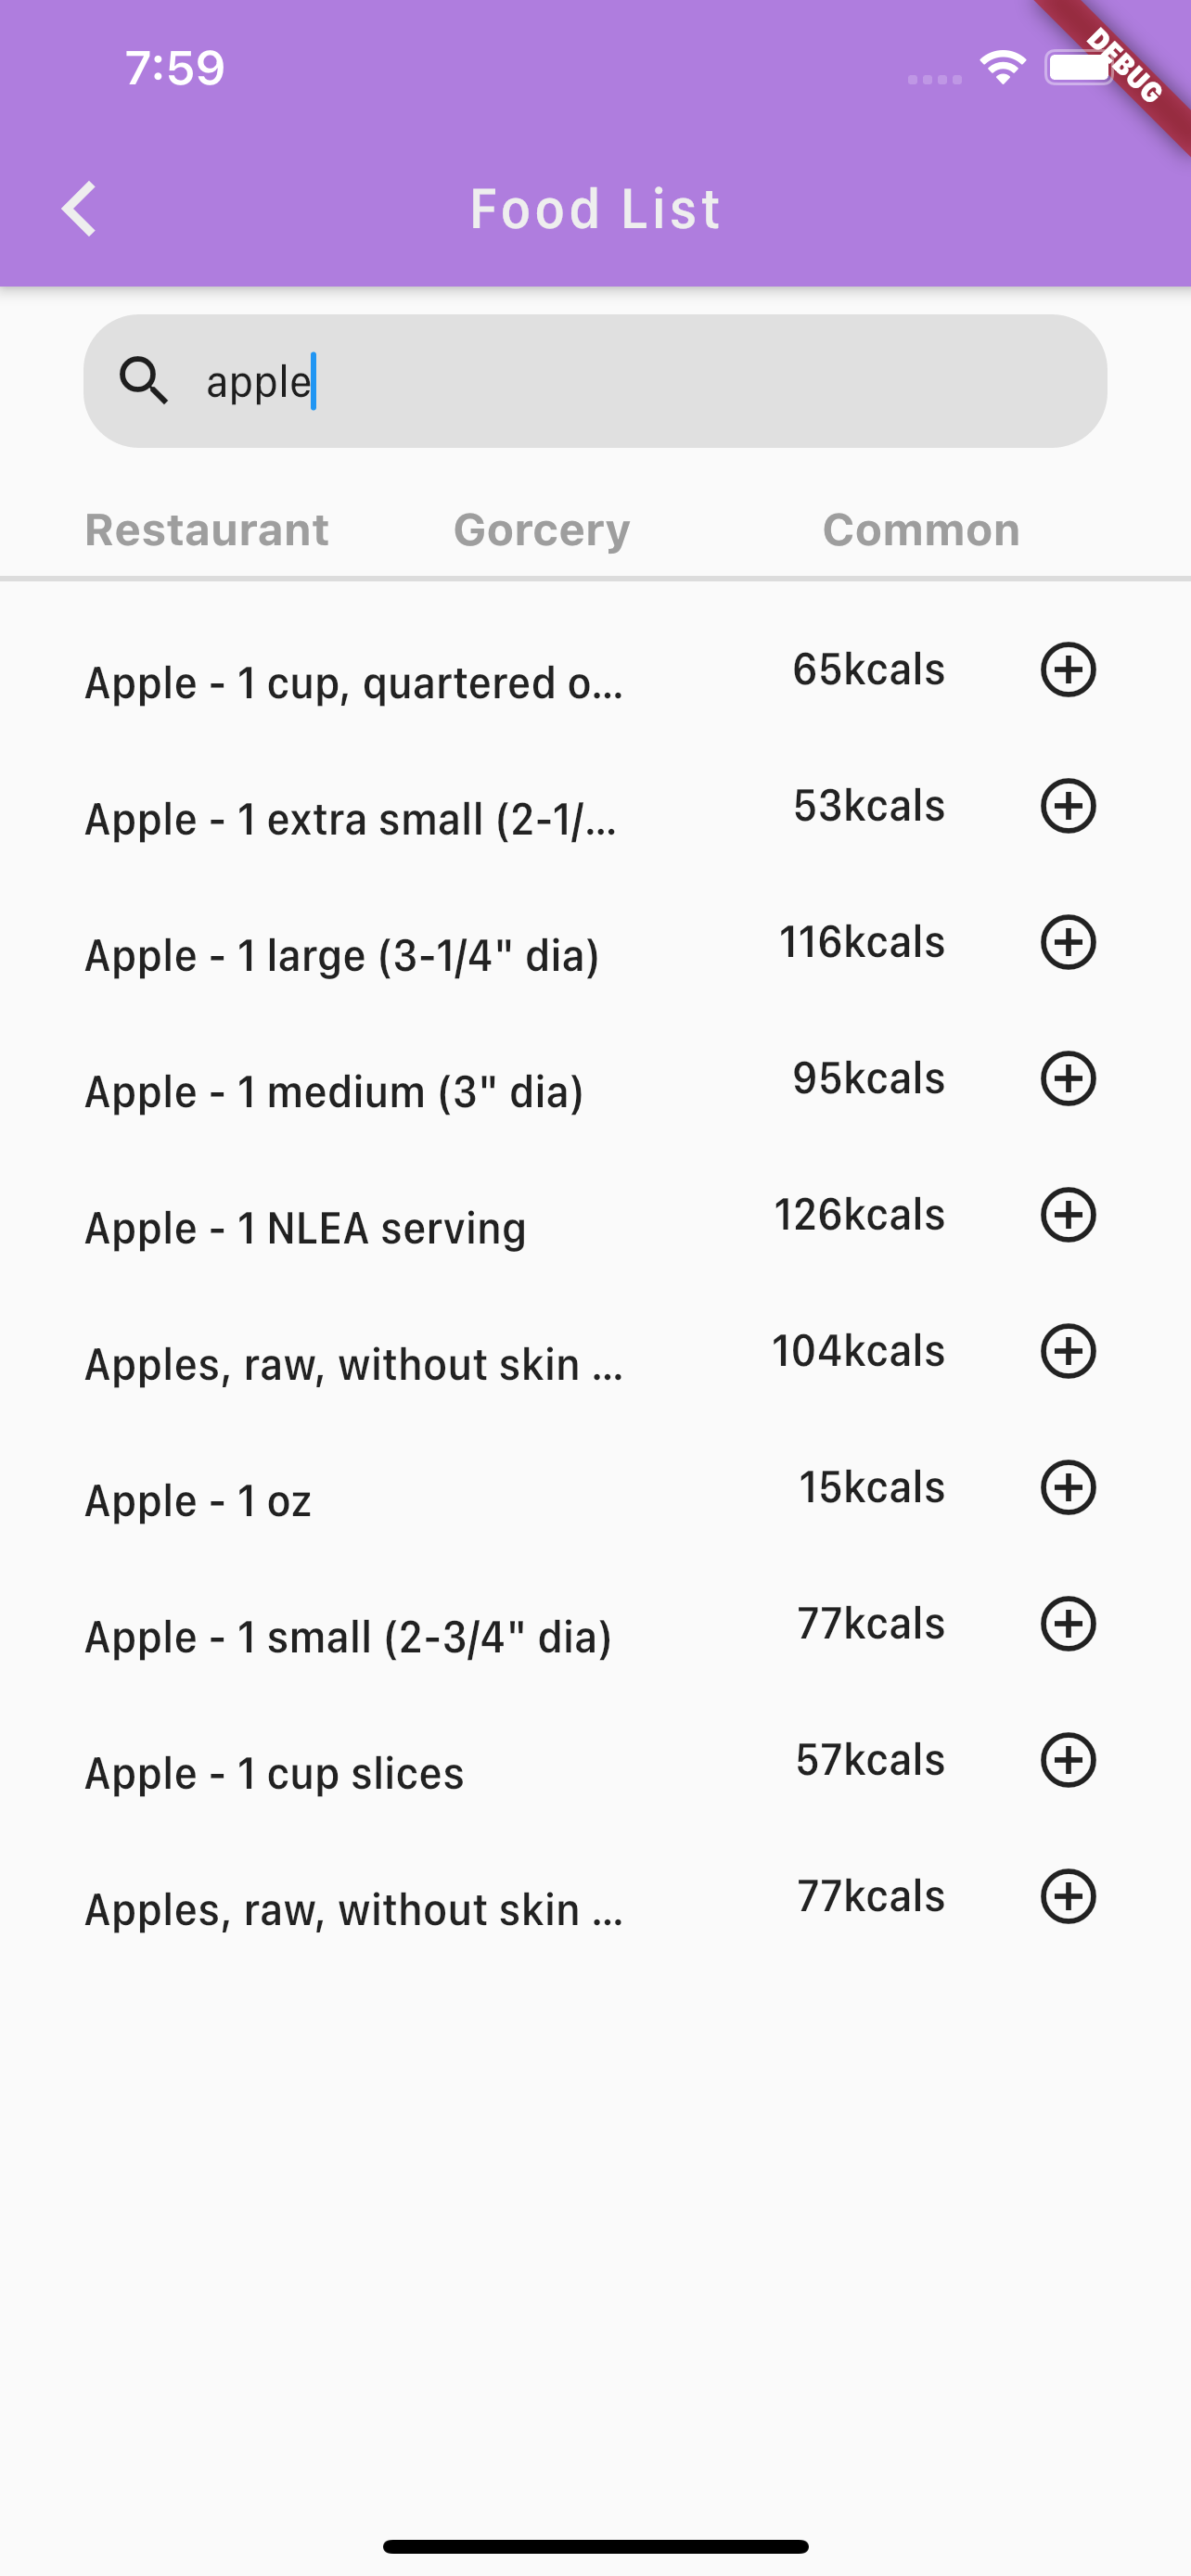 7:59
DEBUG
Food List
apple
Restaurant Gorcery Common
Apple - 1 cup, quartered o... 65kcals
Apple - 1 extra small (2-1/... 53kcals
Apple - 1 large (3-1/4" dia) 116kcals
Apple - 1 medium (3" dia) 95kcals
Apple - 1 NLEA serving 126kcals
Apples, raw, without skin ... 104kcals
Apple - 1 oz 15kcals
Apple - 1 small (2-3/4" dia) 77kcals
Apple - 1 cup slices 57kcals
Apples, raw, without skin ... 77kcals